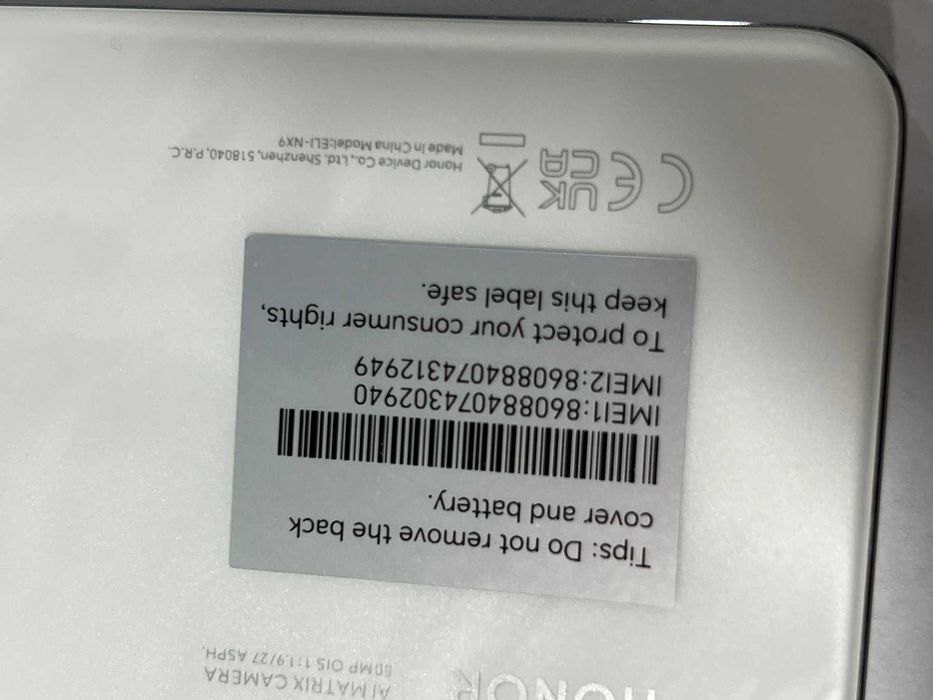 HONOR
AI MATRIX CAMERA
50MP OIS 1:1.9/27 ASPH.
Tips: Do not remove the back
cover and battery.
IMEI1:860884074302940
IMEI2:860884074312949
To protect your consumer rights,
keep this label safe.
CE UK CA
Honor Device Co., Ltd. Shenzhen, 518040, P.R.C.
Made in China Model:ELI-NX9